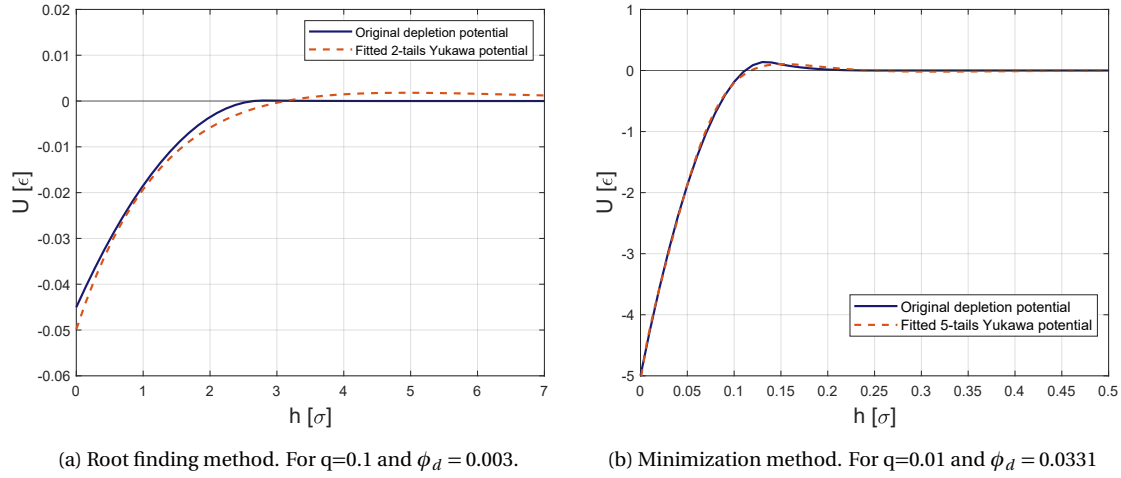 0.02
0.01
0
-0.01
-0.02
-0.03
-0.04
-0.05
-0.06
U [ϵ]
Original depletion potential
Fitted 2-tails Yukawa potential
0 1 2 3 4 5 6 7
h [σ]
(a) Root finding method. For q=0.1 and ϕd = 0.003.
1
0
-1
-2
-3
-4
-5
U [ϵ]
Original depletion potential
Fitted 5-tails Yukawa potential
0 0.05 0.1 0.15 0.2 0.25 0.3 0.35 0.4 0.45 0.5
h [σ]
(b) Minimization method. For q=0.01 and ϕd = 0.0331